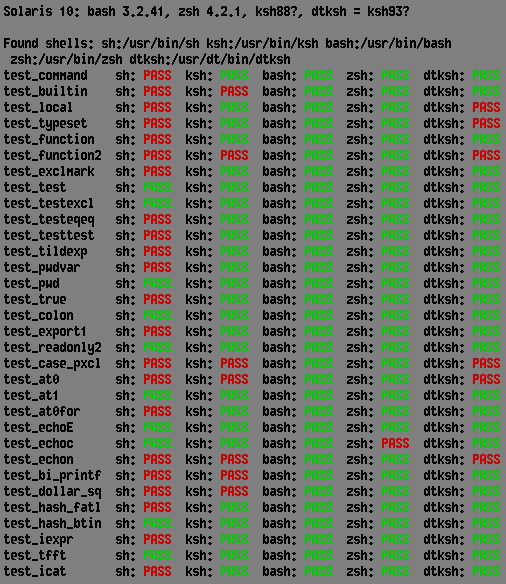 Solaris 10: bash 3.2.41, zsh 4.2.1, ksh88?, dtksh = ksh93?
Found shells: sh:/usr/bin/sh ksh:/usr/bin/ksh bash:/usr/bin/bash
zsh:/usr/bin/zsh dtksh:/usr/dt/bin/dtksh
test_command sh: PASS ksh: PASS bash: PASS zsh: PASS dtksh: PASS
test_builtin sh: PASS ksh: PASS bash: PASS zsh: PASS dtksh: PASS
test_local sh: PASS ksh: PASS bash: PASS zsh: PASS dtksh: PASS
test_typeset sh: PASS ksh: PASS bash: PASS zsh: PASS dtksh: PASS
test_function sh: PASS ksh: PASS bash: PASS zsh: PASS dtksh: PASS
test_function2 sh: PASS ksh: PASS bash: PASS zsh: PASS dtksh: PASS
test_exclmark sh: PASS ksh: PASS bash: PASS zsh: PASS dtksh: PASS
test_test sh: PASS ksh: PASS bash: PASS zsh: PASS dtksh: PASS
test_testexcl sh: PASS ksh: PASS bash: PASS zsh: PASS dtksh: PASS
test_testeqeq sh: PASS ksh: PASS bash: PASS zsh: PASS dtksh: PASS
test_testtest sh: PASS ksh: PASS bash: PASS zsh: PASS dtksh: PASS
test_tildexp sh: PASS ksh: PASS bash: PASS zsh: PASS dtksh: PASS
test_pwdvar sh: PASS ksh: PASS bash: PASS zsh: PASS dtksh: PASS
test_pwd sh: PASS ksh: PASS bash: PASS zsh: PASS dtksh: PASS
test_true sh: PASS ksh: PASS bash: PASS zsh: PASS dtksh: PASS
test_colon sh: PASS ksh: PASS bash: PASS zsh: PASS dtksh: PASS
test_export1 sh: PASS ksh: PASS bash: PASS zsh: PASS dtksh: PASS
test_readonly2 sh: PASS ksh: PASS bash: PASS zsh: PASS dtksh: PASS
test_case_pxcl sh: PASS ksh: PASS bash: PASS zsh: PASS dtksh: PASS
test_at0 sh: PASS ksh: PASS bash: PASS zsh: PASS dtksh: PASS
test_at1 sh: PASS ksh: PASS bash: PASS zsh: PASS dtksh: PASS
test_at0for sh: PASS ksh: PASS bash: PASS zsh: PASS dtksh: PASS
test_echoE sh: PASS ksh: PASS bash: PASS zsh: PASS dtksh: PASS
test_echoc sh: PASS ksh: PASS bash: PASS zsh: PASS dtksh: PASS
test_echon sh: PASS ksh: PASS bash: PASS zsh: PASS dtksh: PASS
test_bi_printf sh: PASS ksh: PASS bash: PASS zsh: PASS dtksh: PASS
test_dollar_sq sh: PASS ksh: PASS bash: PASS zsh: PASS dtksh: PASS
test_hash_fatl sh: PASS ksh: PASS bash: PASS zsh: PASS dtksh: PASS
test_hash_btin sh: PASS ksh: PASS bash: PASS zsh: PASS dtksh: PASS
test_iexpr sh: PASS ksh: PASS bash: PASS zsh: PASS dtksh: PASS
test_tfft sh: PASS ksh: PASS bash: PASS zsh: PASS dtksh: PASS
test_icat sh: PASS ksh: PASS bash: PASS zsh: PASS dtksh: PASS